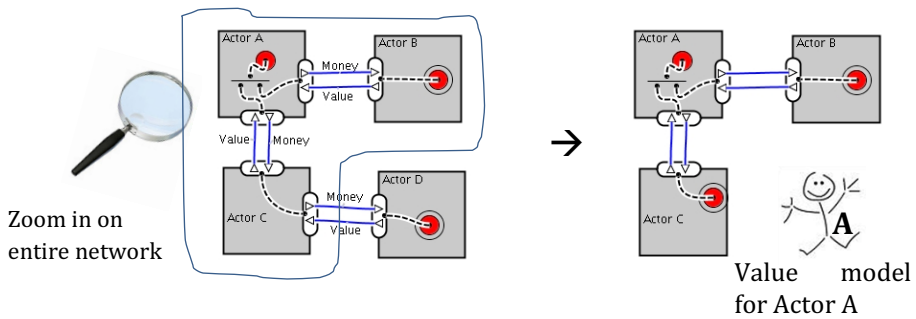 Actor A
Actor B
Money
Value
Value
Money
Actor C
Actor D
Money
Value
Zoom in on
entire network
→
Actor A
Actor B
Actor C
A
Value model
for Actor A